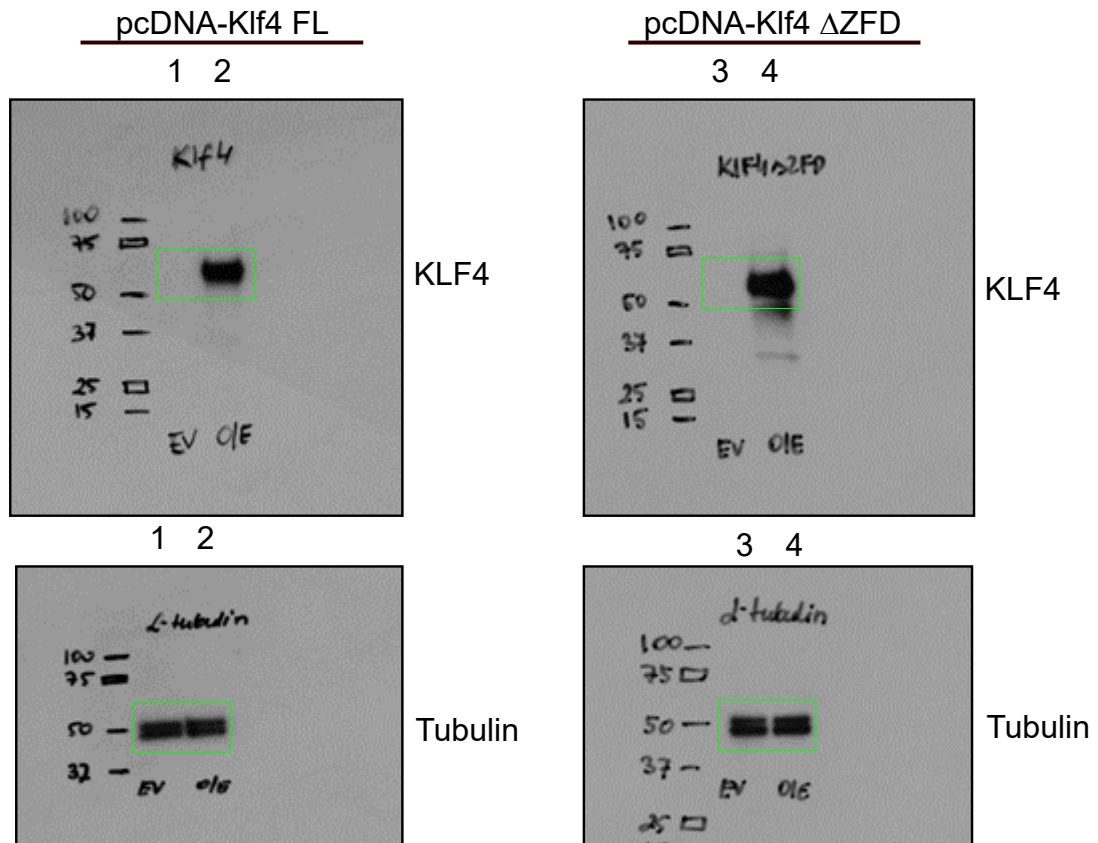 pcDNA-Klf4 FL
1 2
Klf4
100
75
50
37
25
15
EV O/E
KLF4
pcDNA-Klf4 ΔZFD
3 4
KlF4ΔZFD
100
75
50
37
25
15
EV O/E
KLF4
1 2
α-tubulin
100
75
50
37
EV O/E
Tubulin
3 4
α-tubulin
100
75
50
37
EV O/E
25
Tubulin